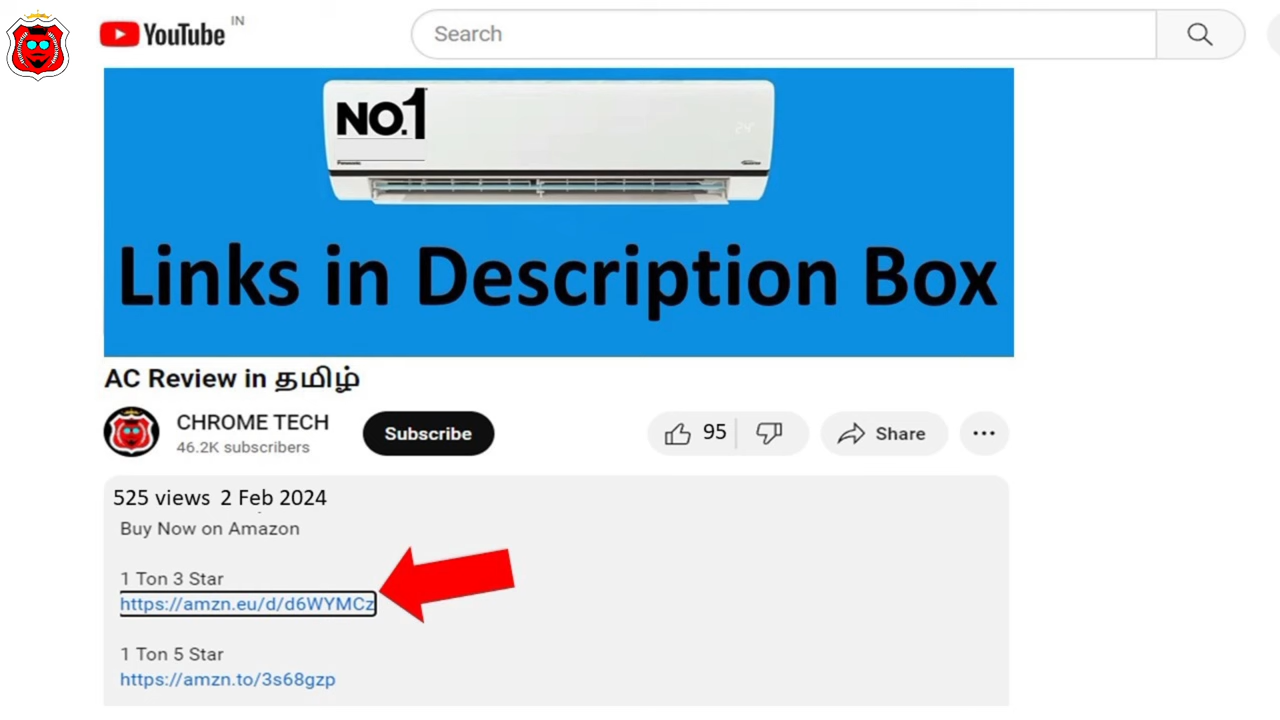 YouTube IN
Search
NO.1
24°
Panasonic
Links in Description Box
AC Review in தமிழ்
CHROME TECH
46.2K subscribers
Subscribe
95
Share
525 views 2 Feb 2024
Buy Now on Amazon
1 Ton 3 Star
https://amzn.eu/d/d6WYMCz
1 Ton 5 Star
https://amzn.to/3s68gzp